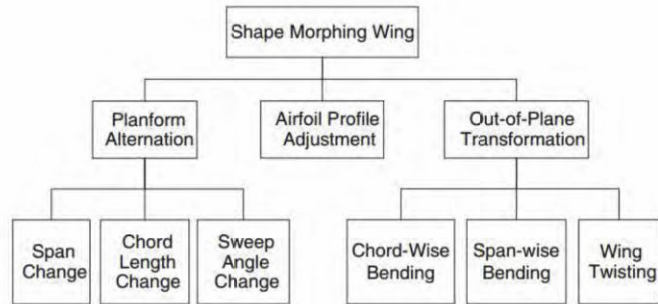 Shape Morphing Wing
Planform
Alternation
Airfoil Profile
Adjustment
Out-of-Plane
Transformation
Span
Change
Chord
Length
Change
Sweep
Angle
Change
Chord-Wise
Bending
Span-wise
Bending
Wing
Twisting